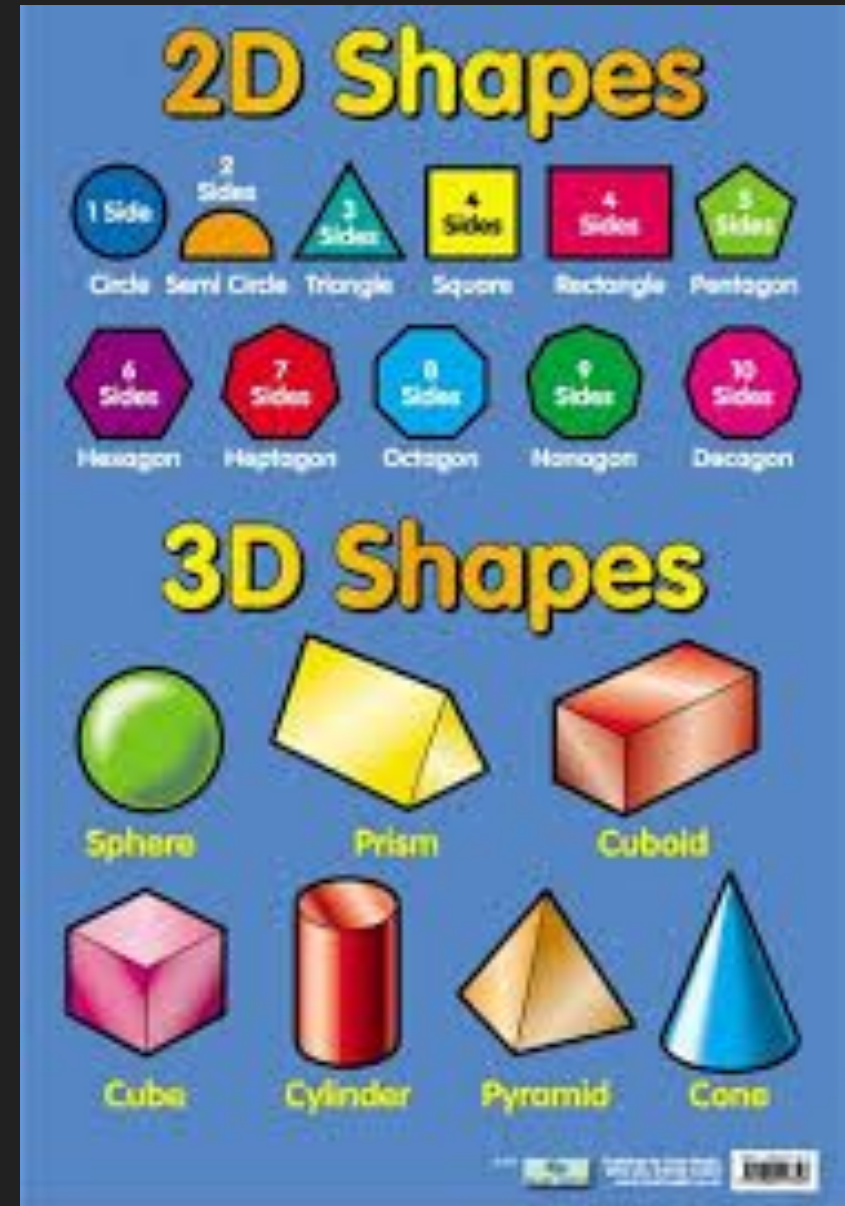 2D Shapes
1 Side
2
Sides
3
Sides
4
Sides
4
Sides
5
Sides
Circle Semi Circle Triangle Square Rectangle Pentagon
6
Sides
7
Sides
8
Sides
9
Sides
10
Sides
Hexagon Heptagon Octagon Nonagon Decagon
3D Shapes
Sphere Prism Cuboid
Cube Cylinder Pyramid Cone